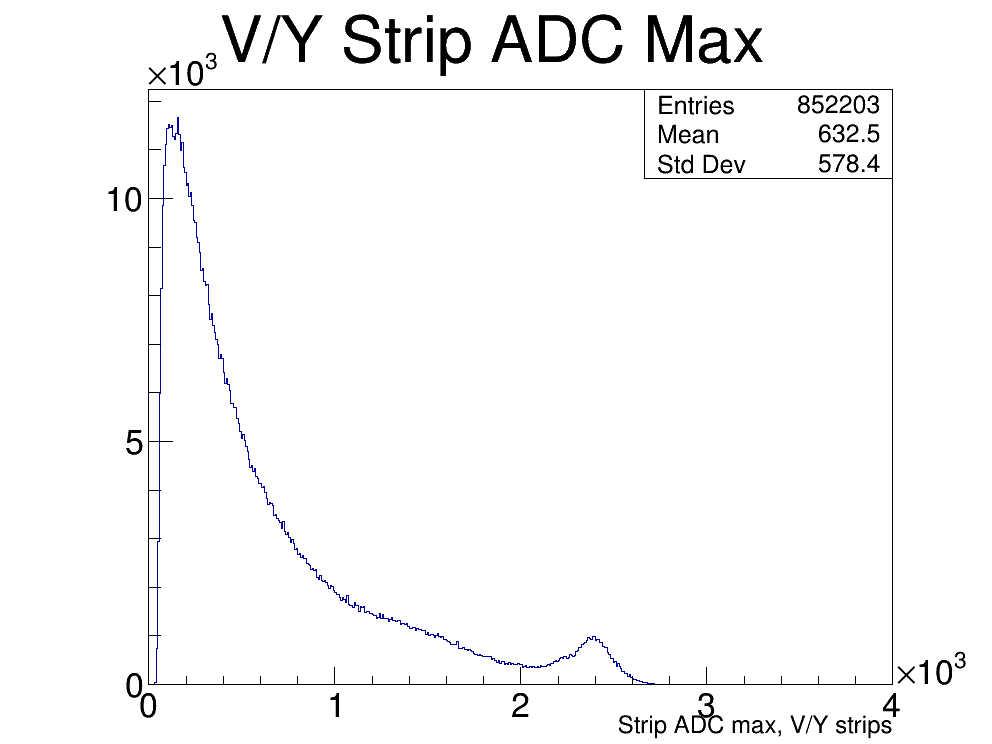 V/Y Strip ADC Max
×10³
Entries 852203
Mean 632.5
Std Dev 578.4
10
5
0
0 1 2 3 4
×10³
Strip ADC max, V/Y strips